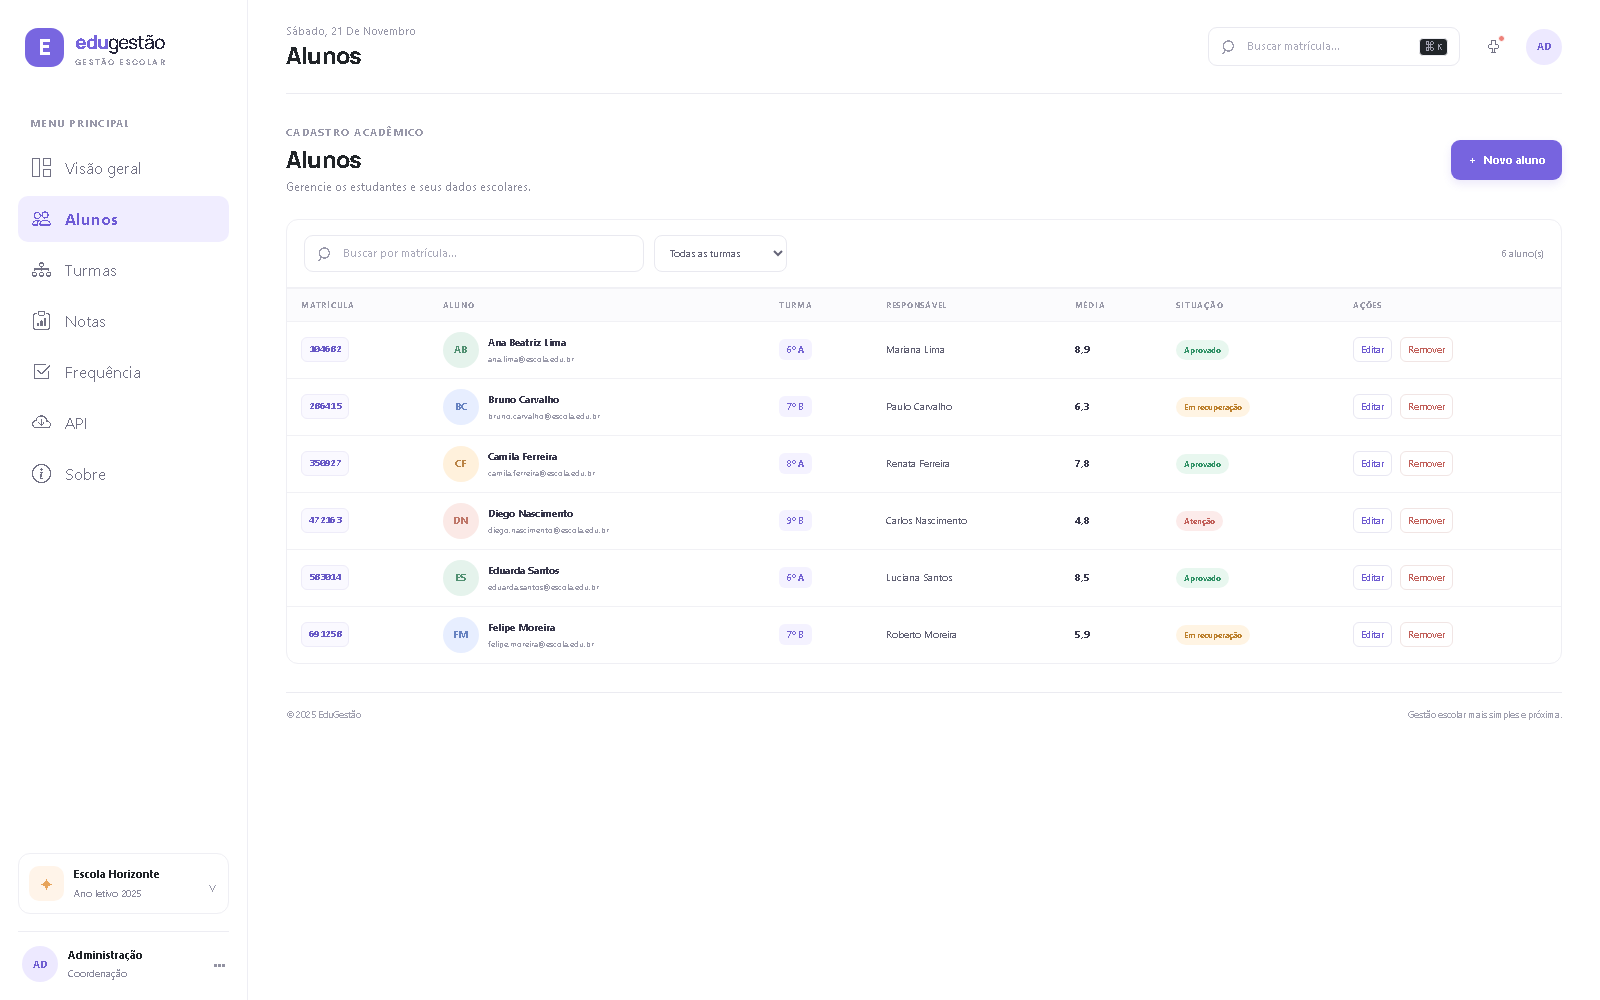 E
edugestão
GESTÃO ESCOLAR
MENU PRINCIPAL
Visão geral
Alunos
Turmas
Notas
Frequência
API
Sobre
Escola Horizonte
Ano letivo 2025
AD
Administração
Coordenação
Sábado, 21 De Novembro
Alunos
Buscar matrícula...
⌘ K
AD
CADASTRO ACADÊMICO
Alunos
Gerencie os estudantes e seus dados escolares.
+ Novo aluno
Buscar por matrícula...
Todas as turmas
6 aluno(s)
MATRÍCULA ALUNO TURMA RESPONSÁVEL MÉDIA SITUAÇÃO AÇÕES
104682 AB Ana Beatriz Lima 6º A Mariana Lima 8,9 Aprovado Editar Remover
ana.lima@escola.edu.br
206415 BC Bruno Carvalho 7º B Paulo Carvalho 6,3 Em recuperação Editar Remover
bruno.carvalho@escola.edu.br
350927 CF Camila Ferreira 8º A Renata Ferreira 7,8 Aprovado Editar Remover
camila.ferreira@escola.edu.br
472163 DN Diego Nascimento 9º B Carlos Nascimento 4,8 Atenção Editar Remover
diego.nascimento@escola.edu.br
583014 ES Eduarda Santos 6º A Luciana Santos 8,5 Aprovado Editar Remover
eduarda.santos@escola.edu.br
691258 FM Felipe Moreira 7º B Roberto Moreira 5,9 Em recuperação Editar Remover
felipe.moreira@escola.edu.br
© 2025 EduGestão
Gestão escolar mais simples e próxima.